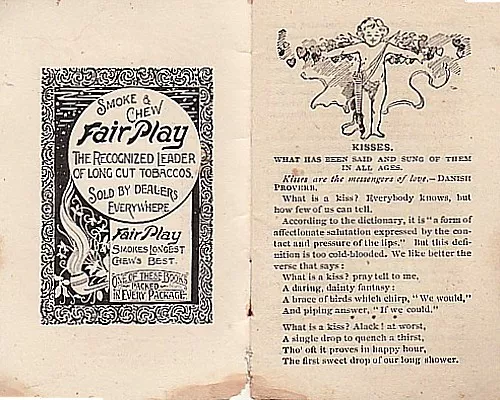 SMOKE &
CHEW
Fair Play
THE RECOGNIZED LEADER
OF LONG CUT TOBACCOS.
SOLD BY DEALERS
EVERYWHERE
Fair Play
SMOKES LONGEST
CHEWS BEST.
ONE OF THESE BOOKS
PACKED
IN EVERY PACKAGE.
KISSES.
WHAT HAS BEEN SAID AND SUNG OF THEM
IN ALL AGES.
Kisses are the messengers of love.—DANISH
PROVERB.
What is a kiss? Everybody knows, but
how few of us can tell.
According to the dictionary, it is "a form of
affectionate salutation expressed by the con-
tact and pressure of the lips." But this defi-
nition is too cold-blooded. We like better the
verse that says:
What is a kiss? pray tell to me,
A daring, dainty fantasy:
A brace of birds which chirp, "We would,"
And piping answer, "If we could."
* * *
What is a kiss? Alack! at worst,
A single drop to quench a thirst,
Tho' oft it proves in happy hour,
The first sweet drop of our long shower.